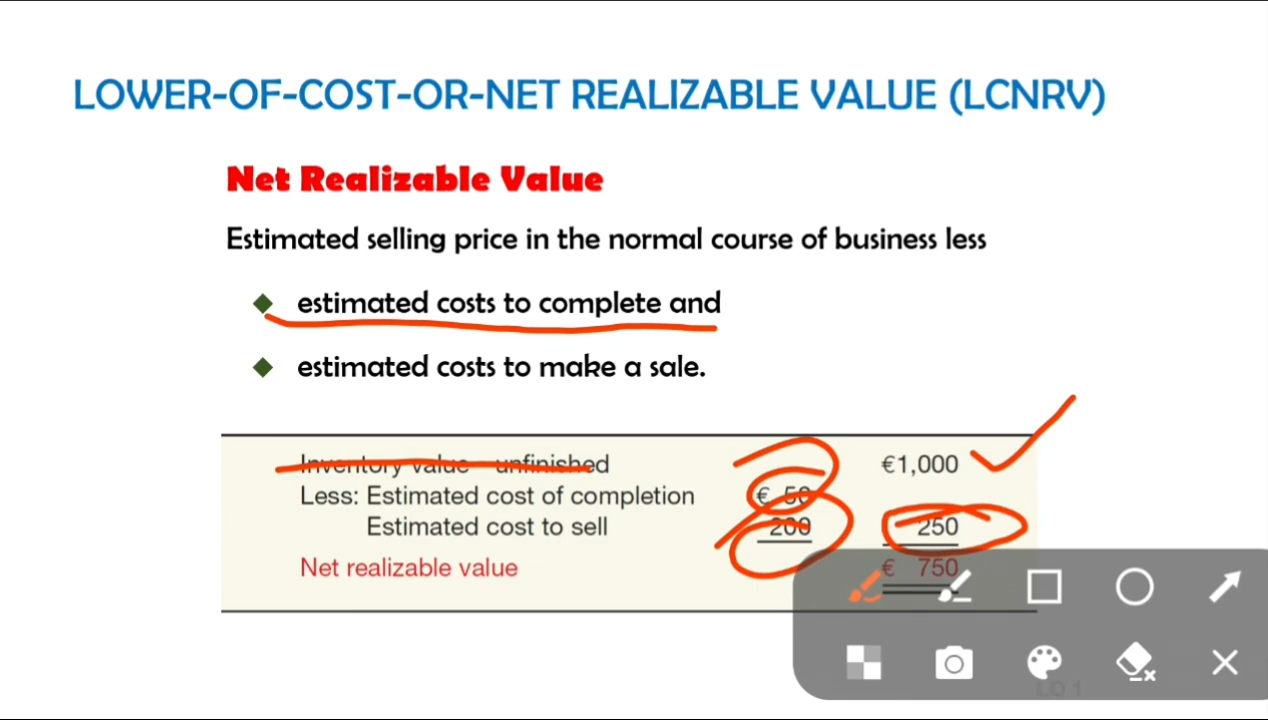 LOWER-OF-COST-OR-NET REALIZABLE VALUE (LCNRV)
Net Realizable Value
Estimated selling price in the normal course of business less
estimated costs to complete and
estimated costs to make a sale.
Inventory value—unfinished €1,000
Less: Estimated cost of completion € 50
Estimated cost to sell 200 250
Net realizable value € 750
LO 1